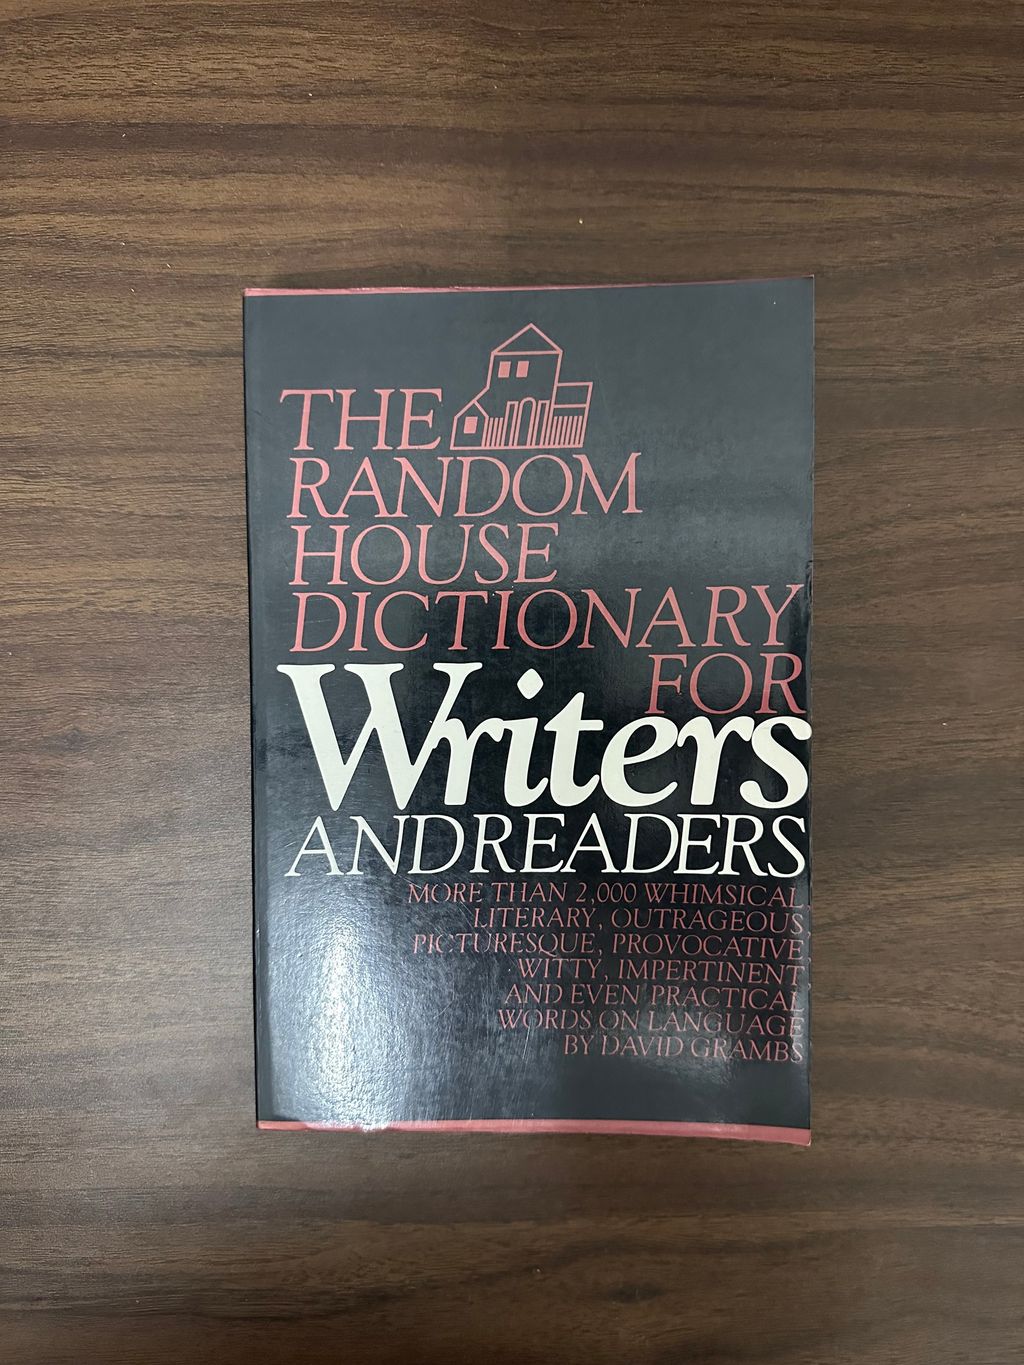 THE
RANDOM
HOUSE
DICTIONARY
FOR
Writers
AND READERS
MORE THAN 2,000 WHIMSICAL,
LITERARY, OUTRAGEOUS,
PICTURESQUE, PROVOCATIVE
WITTY, IMPERTINENT
AND EVEN PRACTICAL
WORDS ON LANGUAGE
BY DAVID GRAMBS